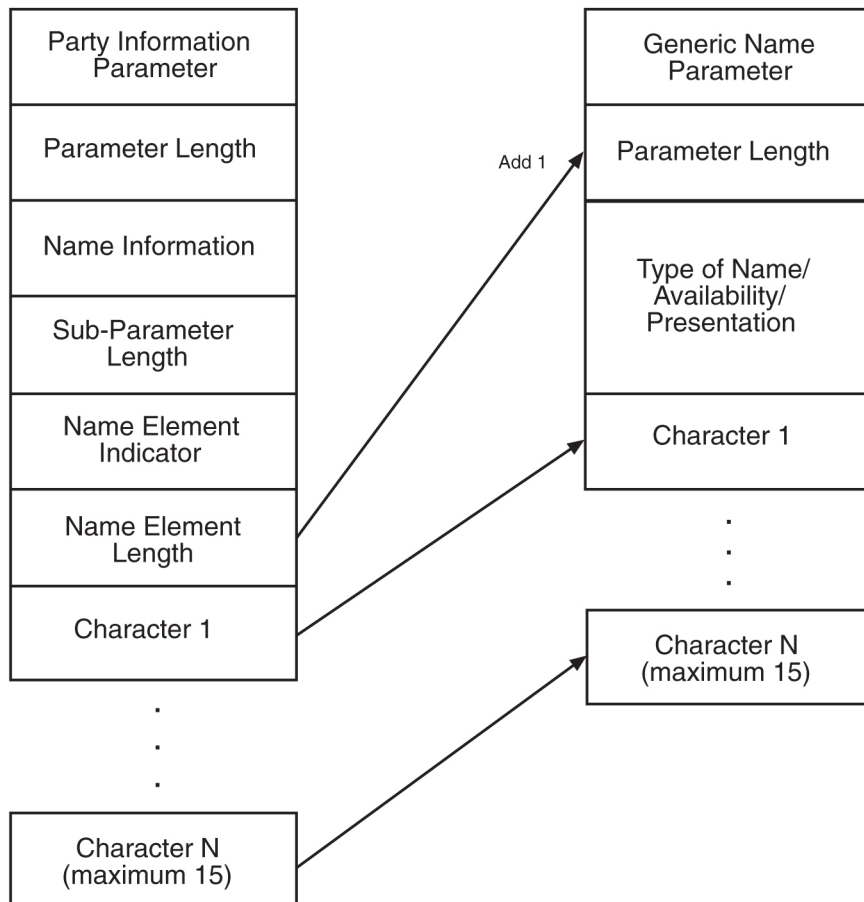 Party Information
Parameter
Parameter Length
Name Information
Sub-Parameter
Length
Name Element
Indicator
Name Element
Length
Character 1
Character N
(maximum 15)
Add 1
Generic Name
Parameter
Parameter Length
Type of Name/
Availability/
Presentation
Character 1
Character N
(maximum 15)